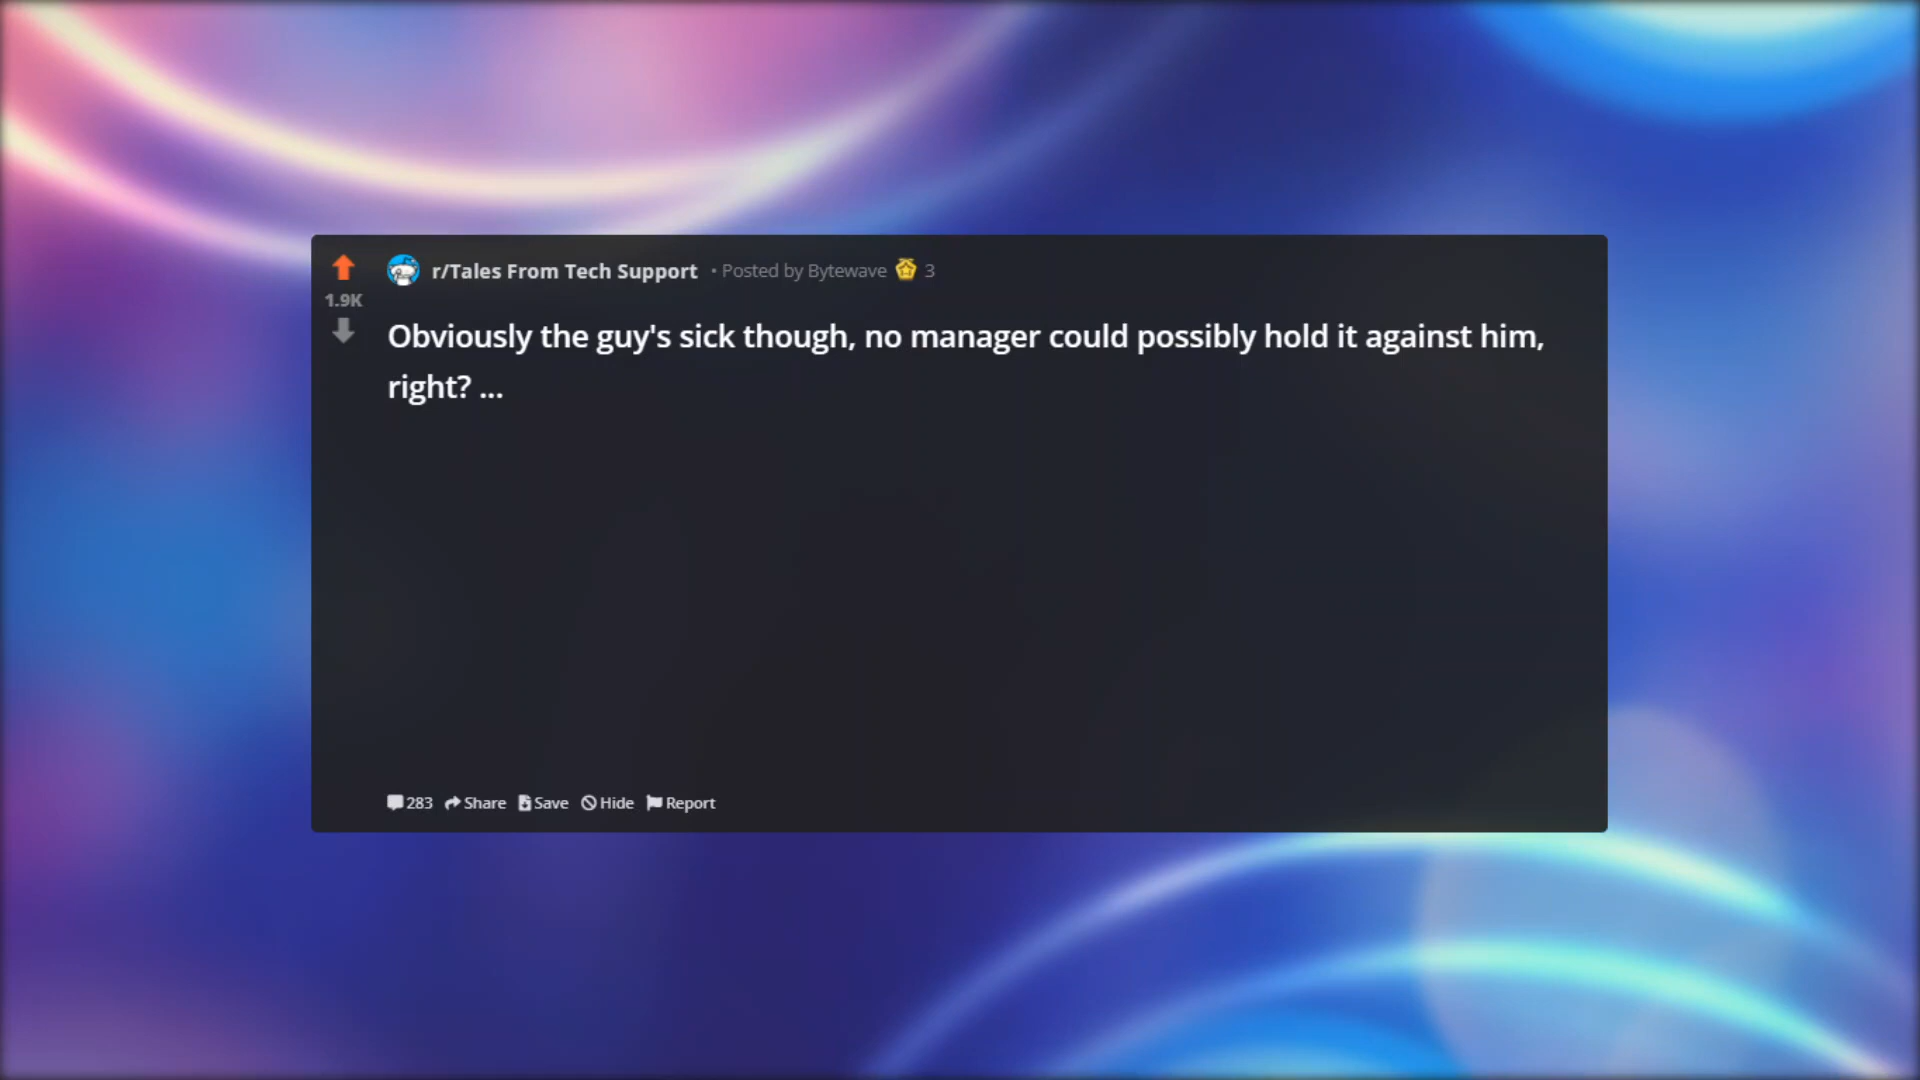 r/Tales From Tech Support • Posted by Bytewave 3
1.9K
Obviously the guy's sick though, no manager could possibly hold it against him,
right? ...
283 Share Save Hide Report